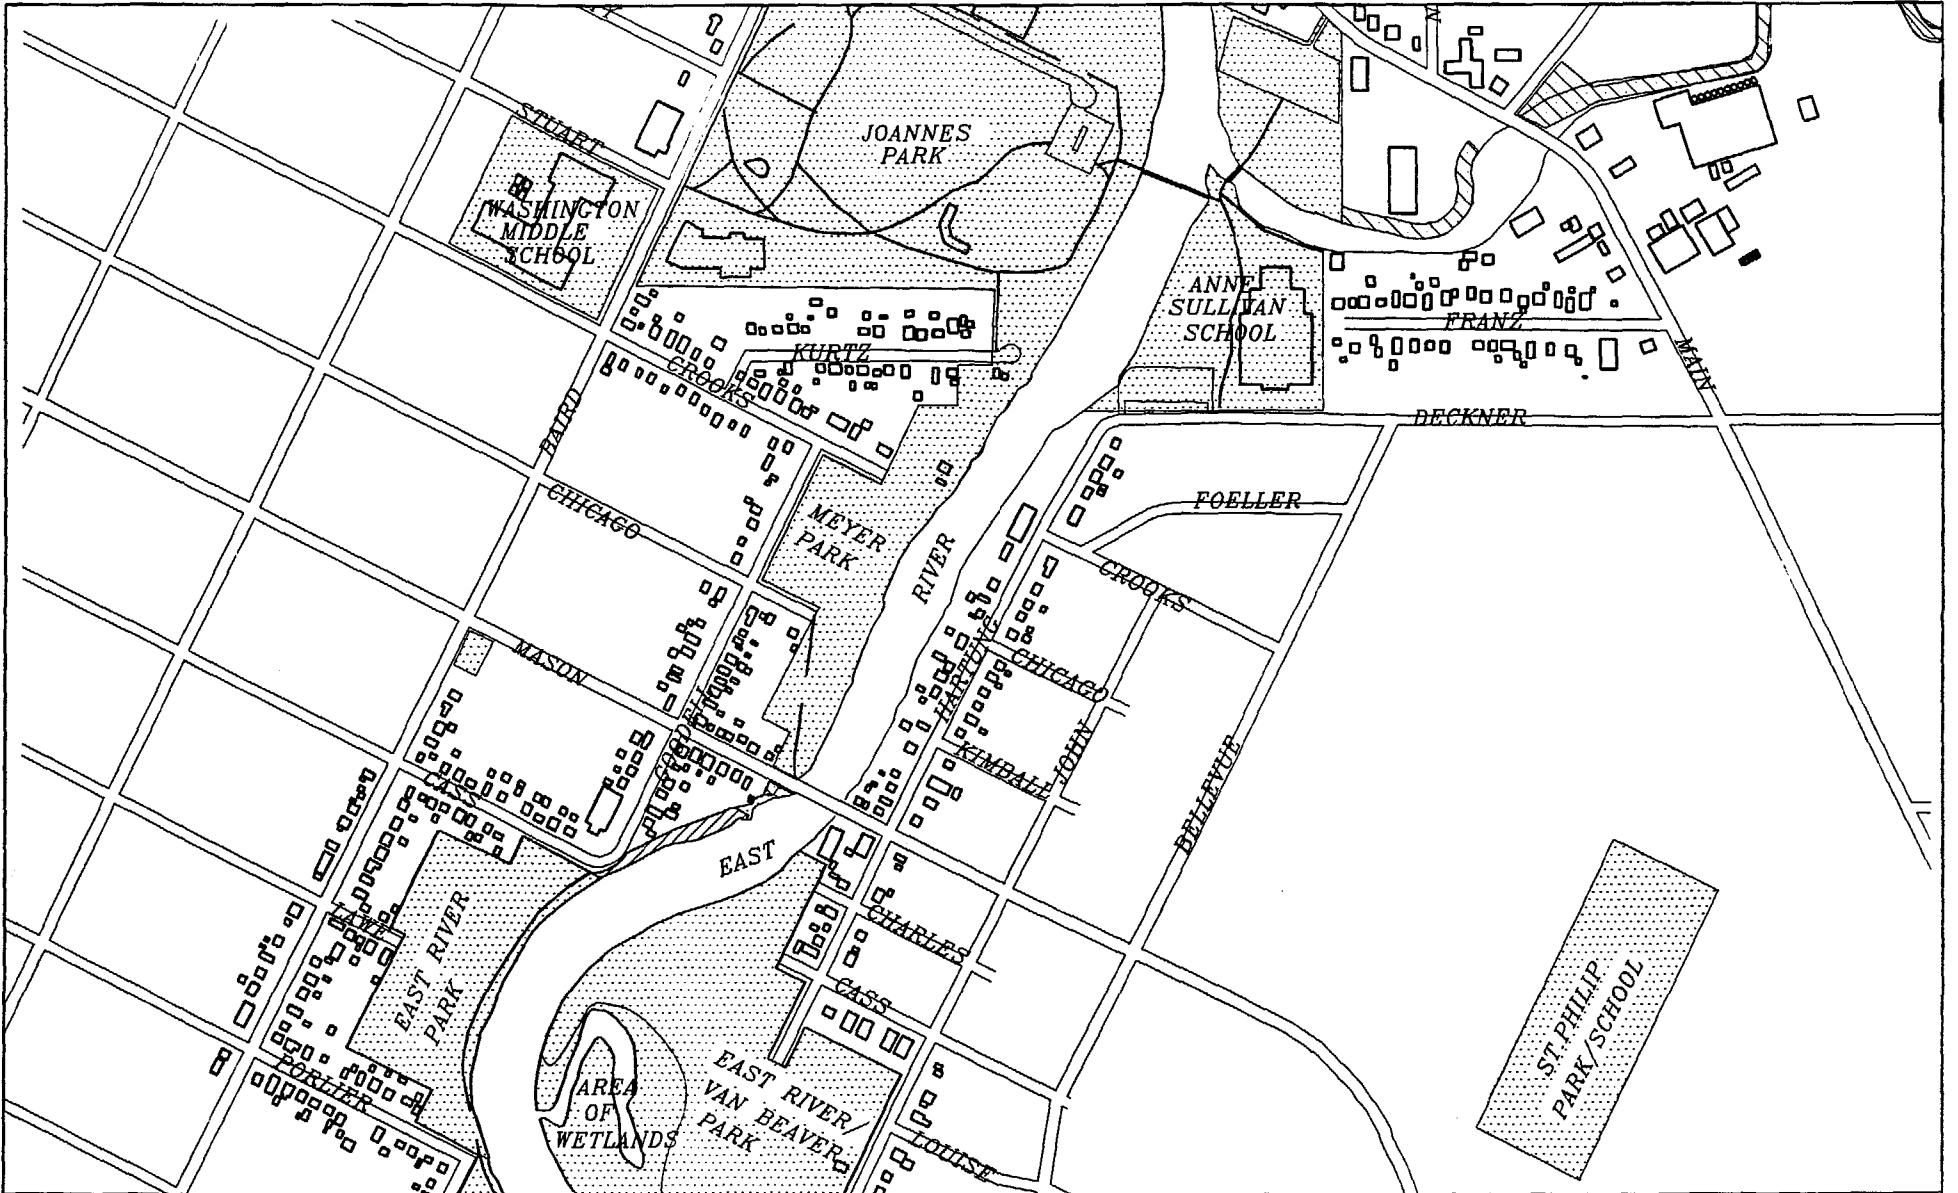 STUART
JOANNES
PARK
WASHINGTON
MIDDLE
SCHOOL
ANNE
SULLIVAN
SCHOOL
FRANZ
MAIN
KURTZ
CROOKS
BAIRD
DECKNER
CHICAGO
FOELLER
MEYER
PARK
RIVER
CROOKS
MASON
HARTUNG
CHICAGO
GOODELL
KIMBALL
JOHN
BELLEVUE
CASS
EAST
LAWE
EAST RIVER
PARK
CHARLES
CASS
ST. PHILIP
PARK/SCHOOL
PORLIER
AREA
OF
WETLANDS
EAST RIVER/
VAN BEAVER
PARK
LOUISE